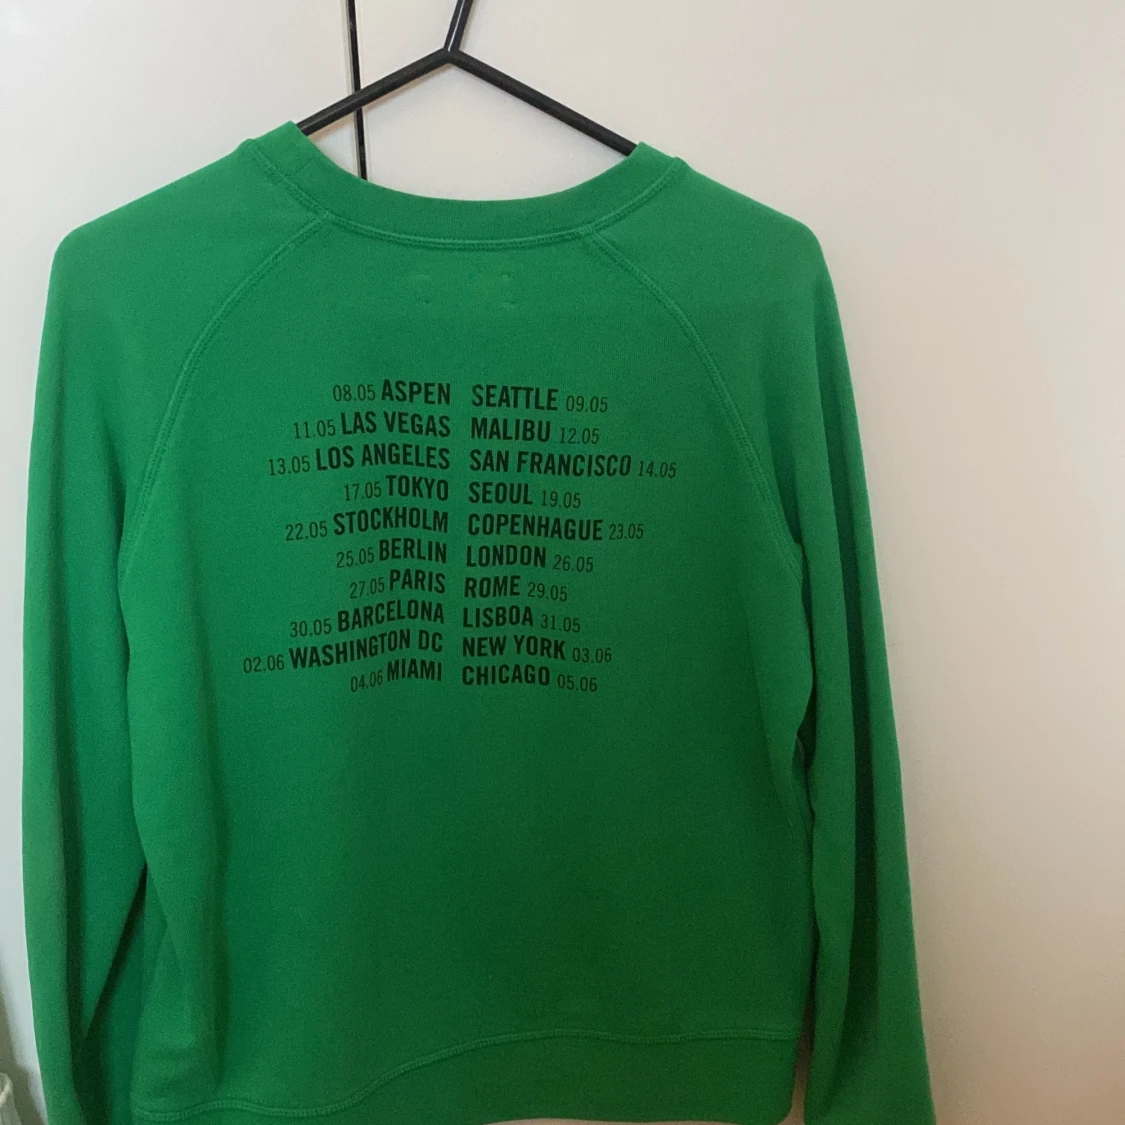 08.05 ASPEN SEATTLE 09.05
11.05 LAS VEGAS MALIBU 12.05
13.05 LOS ANGELES SAN FRANCISCO 14.05
17.05 TOKYO SEOUL 19.05
22.05 STOCKHOLM COPENHAGUE 23.05
25.05 BERLIN LONDON 26.05
27.05 PARIS ROME 29.05
30.05 BARCELONA LISBOA 31.05
02.06 WASHINGTON DC NEW YORK 03.06
04.06 MIAMI CHICAGO 05.06